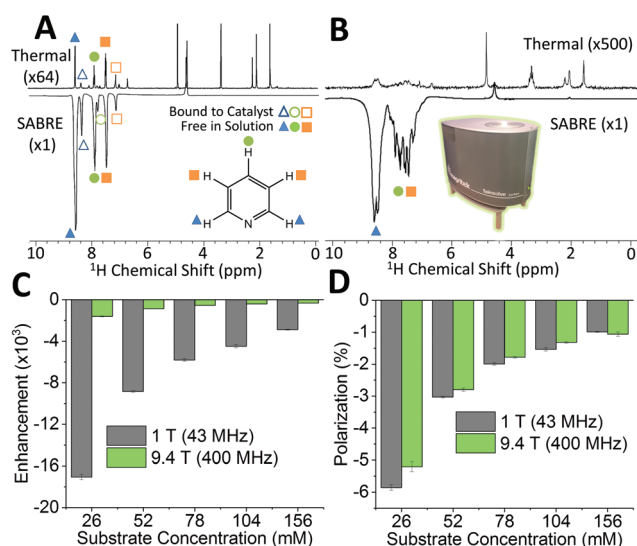 A
Thermal
(x64)
SABRE
(x1)
Bound to Catalyst
Free in Solution
H
H
H
H
H
N
10 8 6 4 2 0
¹H Chemical Shift (ppm)
B
Thermal (x500)
SABRE (x1)
10 8 6 4 2 0
¹H Chemical Shift (ppm)
C
0
-4
-8
-12
-16
-20
Enhancement (x10³)
1 T (43 MHz)
9.4 T (400 MHz)
26 52 78 104 156
Substrate Concentration (mM)
D
0
-1
-2
-3
-4
-5
-6
Polarization (%)
1 T (43 MHz)
9.4 T (400 MHz)
26 52 78 104 156
Substrate Concentration (mM)